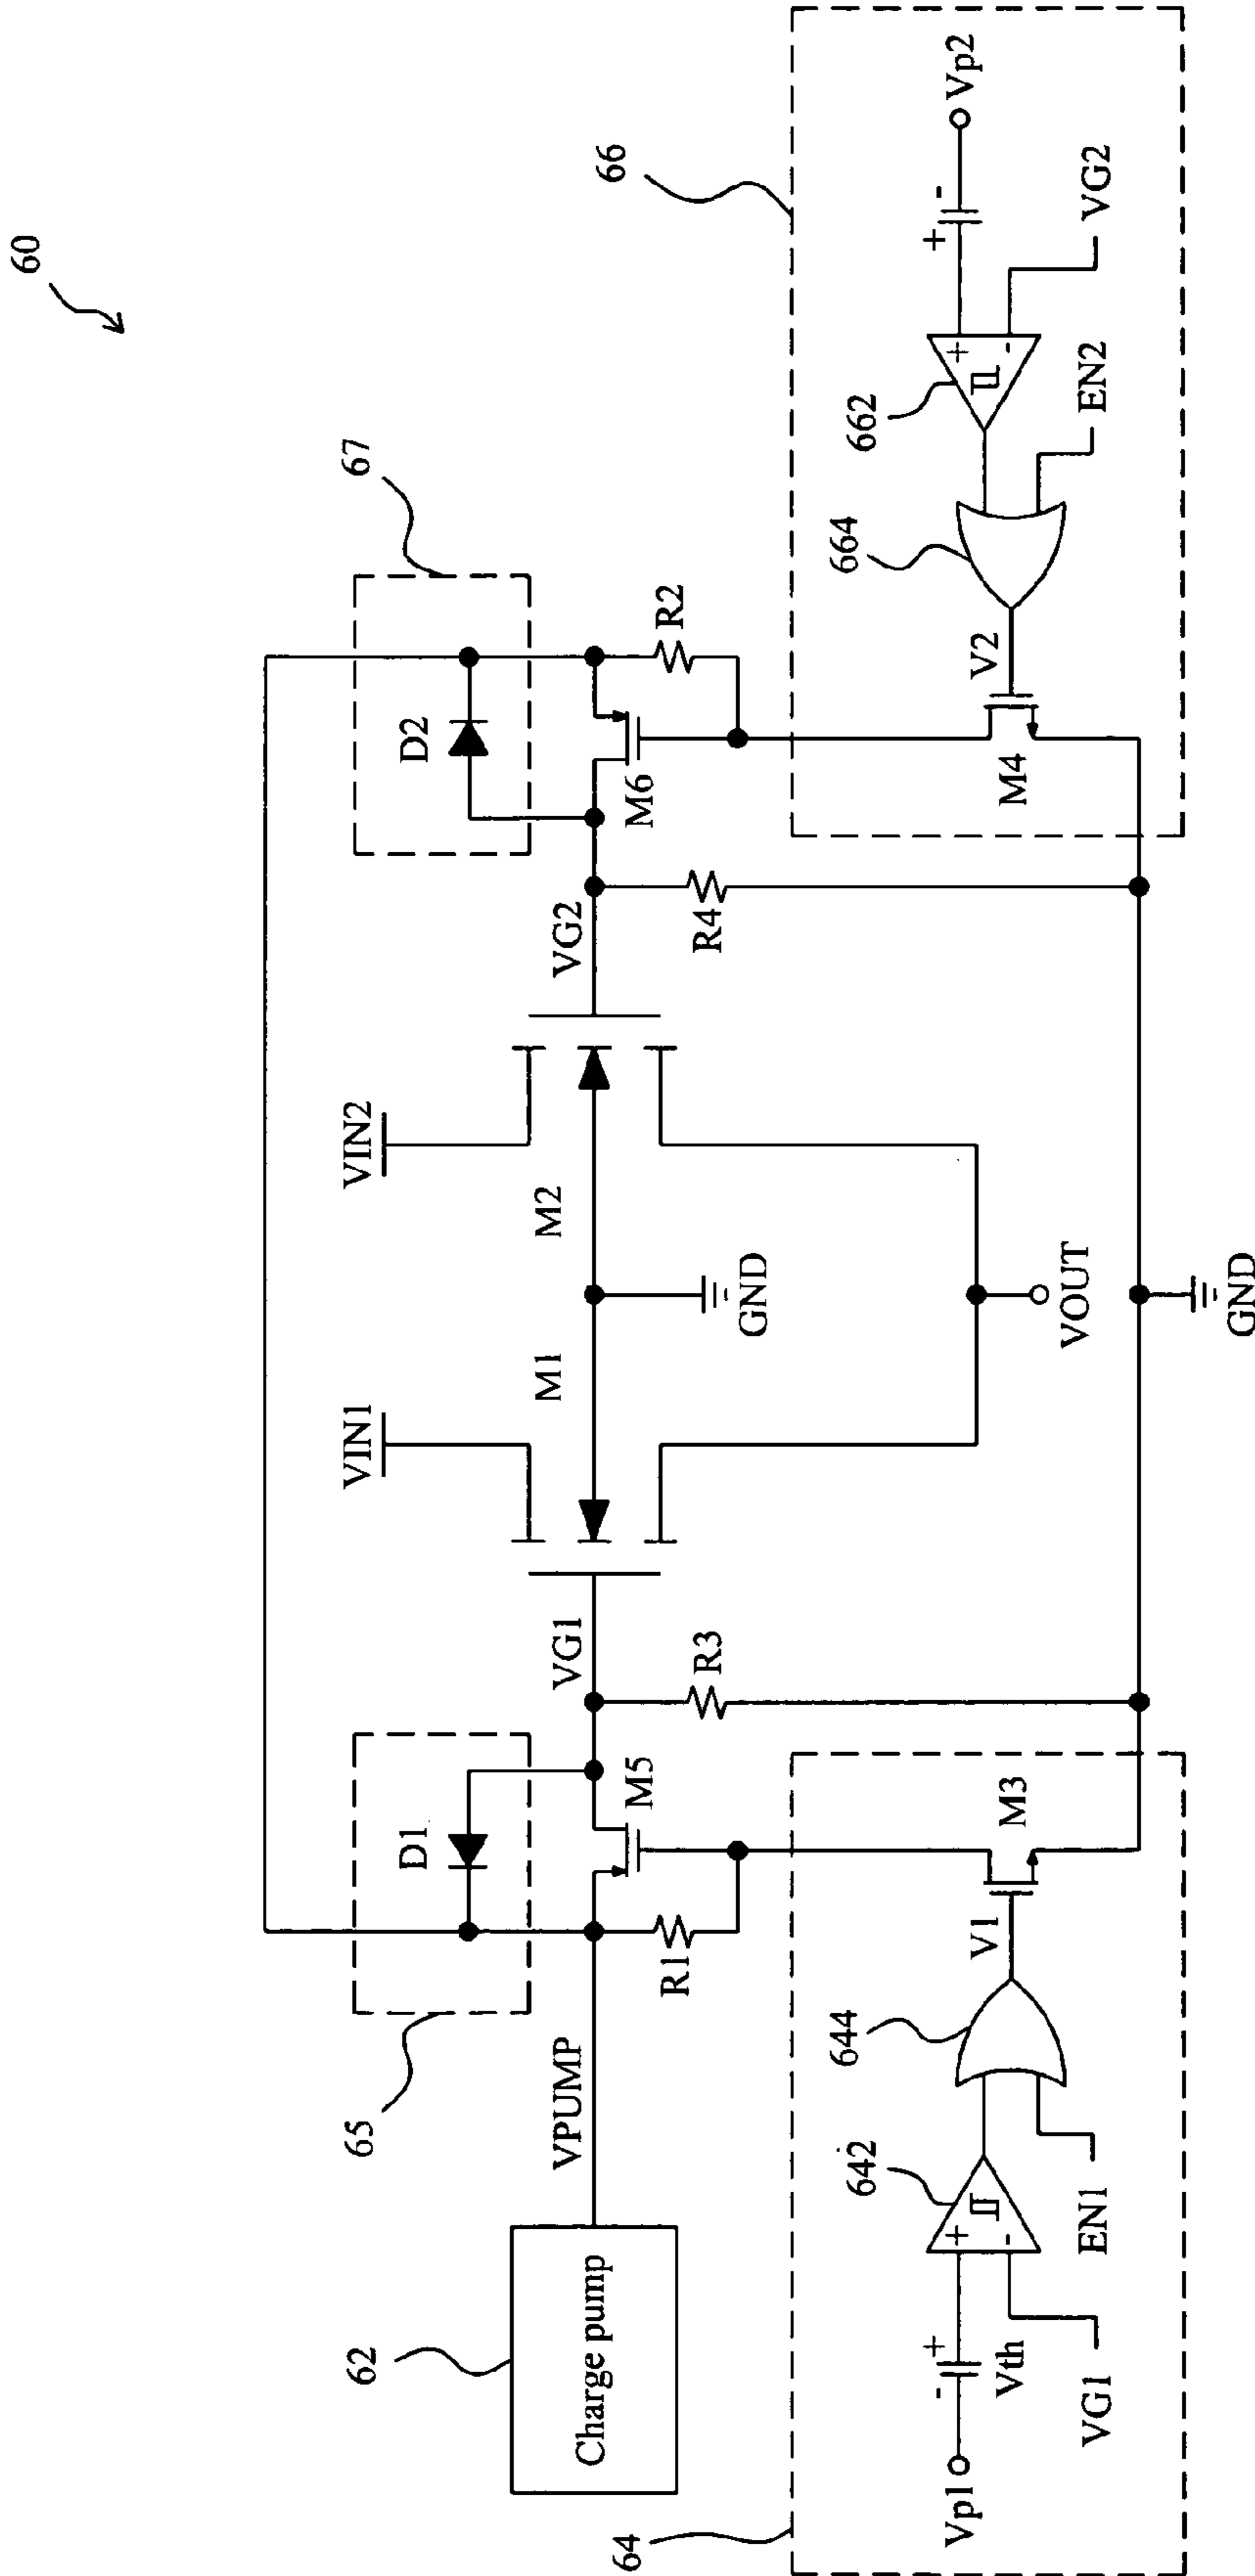 60
65
67
66
VIN1
VIN2
D1
D2
62
Charge pump
VPUMP
VG1
M1
M2
VG2
M5
M6
R1
R3
GND
R4
R2
64
Vp1
-
+
Vth
VG1
642
+
-
EN1
644
V1
M3
VOUT
GND
M4
V2
664
EN2
662
+
-
VG2
+
-
Vp2